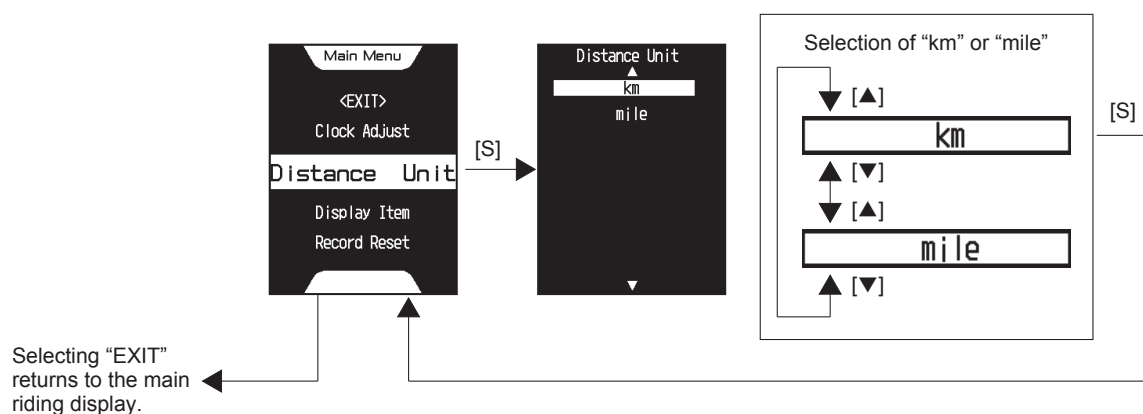 Main Menu
<EXIT>
Clock Adjust
Distance Unit
Display Item
Record Reset
[S]
Distance Unit
▲
km
mile
▼
Selection of “km” or “mile”
[▲]
km
[▼]
[▲]
mile
[▼]
[S]
Selecting “EXIT”
returns to the main
riding display.